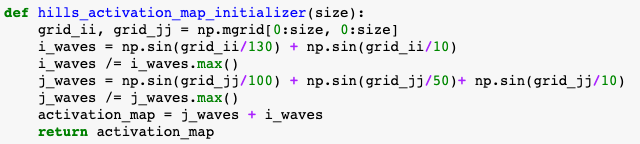 def hills_activation_map_initializer(size):
    grid_ii, grid_jj = np.mgrid[0:size, 0:size]
    i_waves = np.sin(grid_ii/130) + np.sin(grid_ii/10)
    i_waves /= i_waves.max()
    j_waves = np.sin(grid_jj/100) + np.sin(grid_jj/50)+ np.sin(grid_jj/10)
    j_waves /= j_waves.max()
    activation_map = j_waves + i_waves
    return activation_map